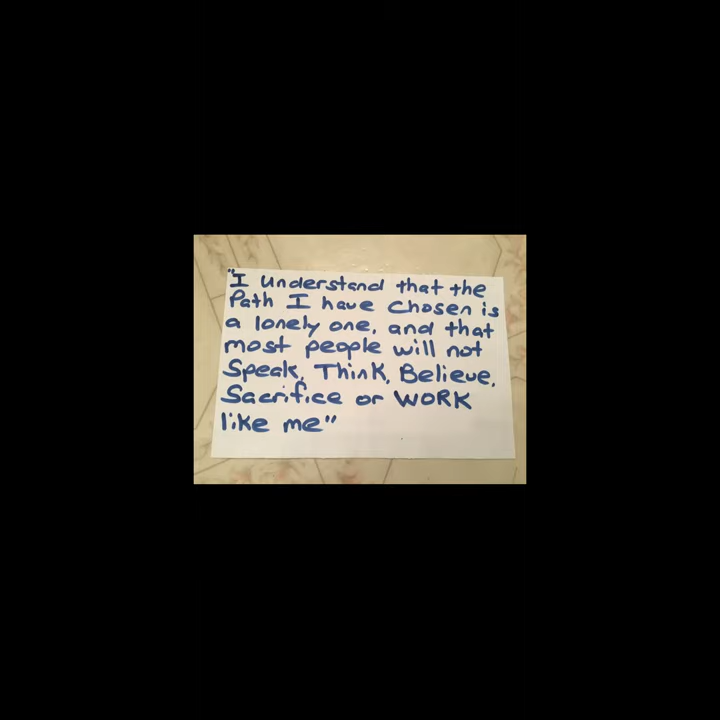 "I understand that the
Path I have chosen is
a lonely one, and that
most people will not
Speak, Think, Believe,
Sacrifice or WORK
like me"